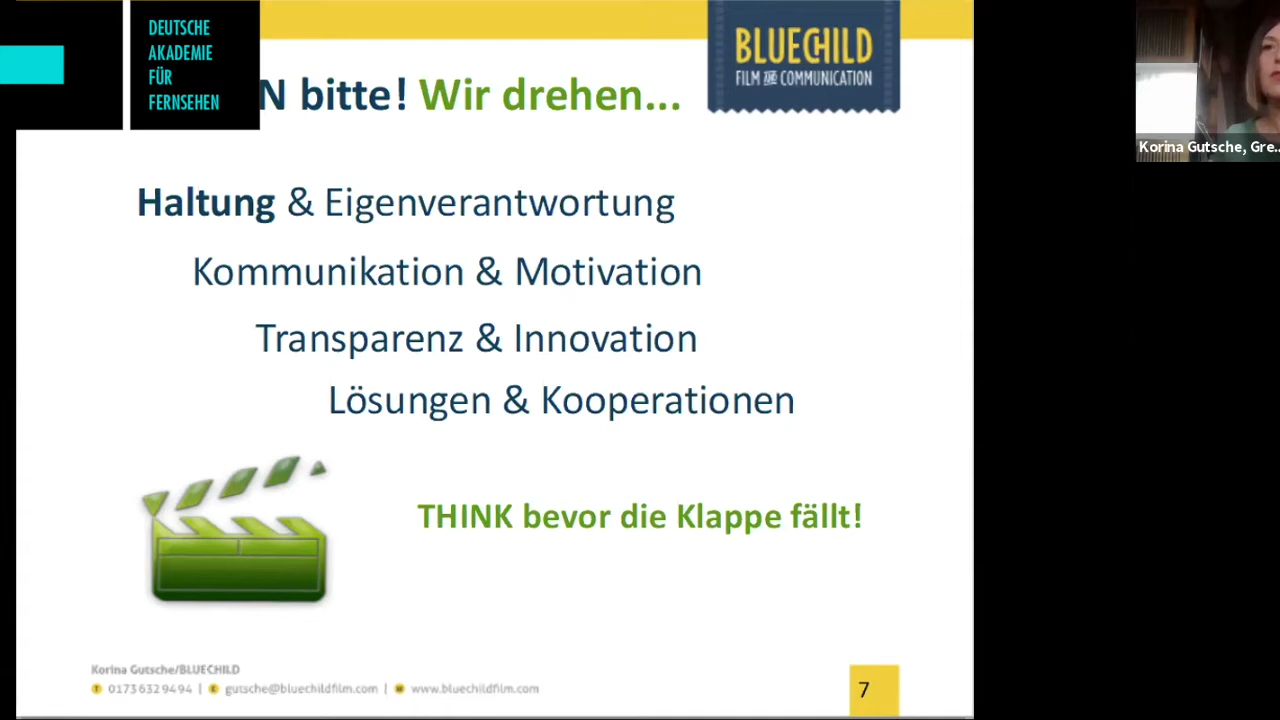 DEUTSCHE
AKADEMIE
FÜR
FERNSEHEN
BLUECHILD
FILM AND COMMUNICATION
N bitte! Wir drehen...
Korina Gutsche, Gre...
Haltung & Eigenverantwortung
Kommunikation & Motivation
Transparenz & Innovation
Lösungen & Kooperationen
THINK bevor die Klappe fällt!
Korina Gutsche/BLUECHILD
T 0173 632 9494 | E gutsche@bluechildfilm.com | W www.bluechildfilm.com
7